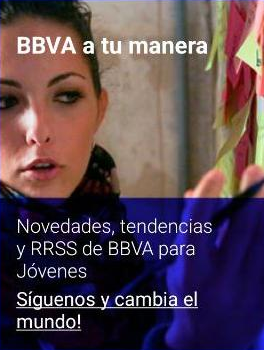 BBVA a tu manera
Novedades, tendencias
y RRSS de BBVA para
Jóvenes
Síguenos y cambia el
mundo!